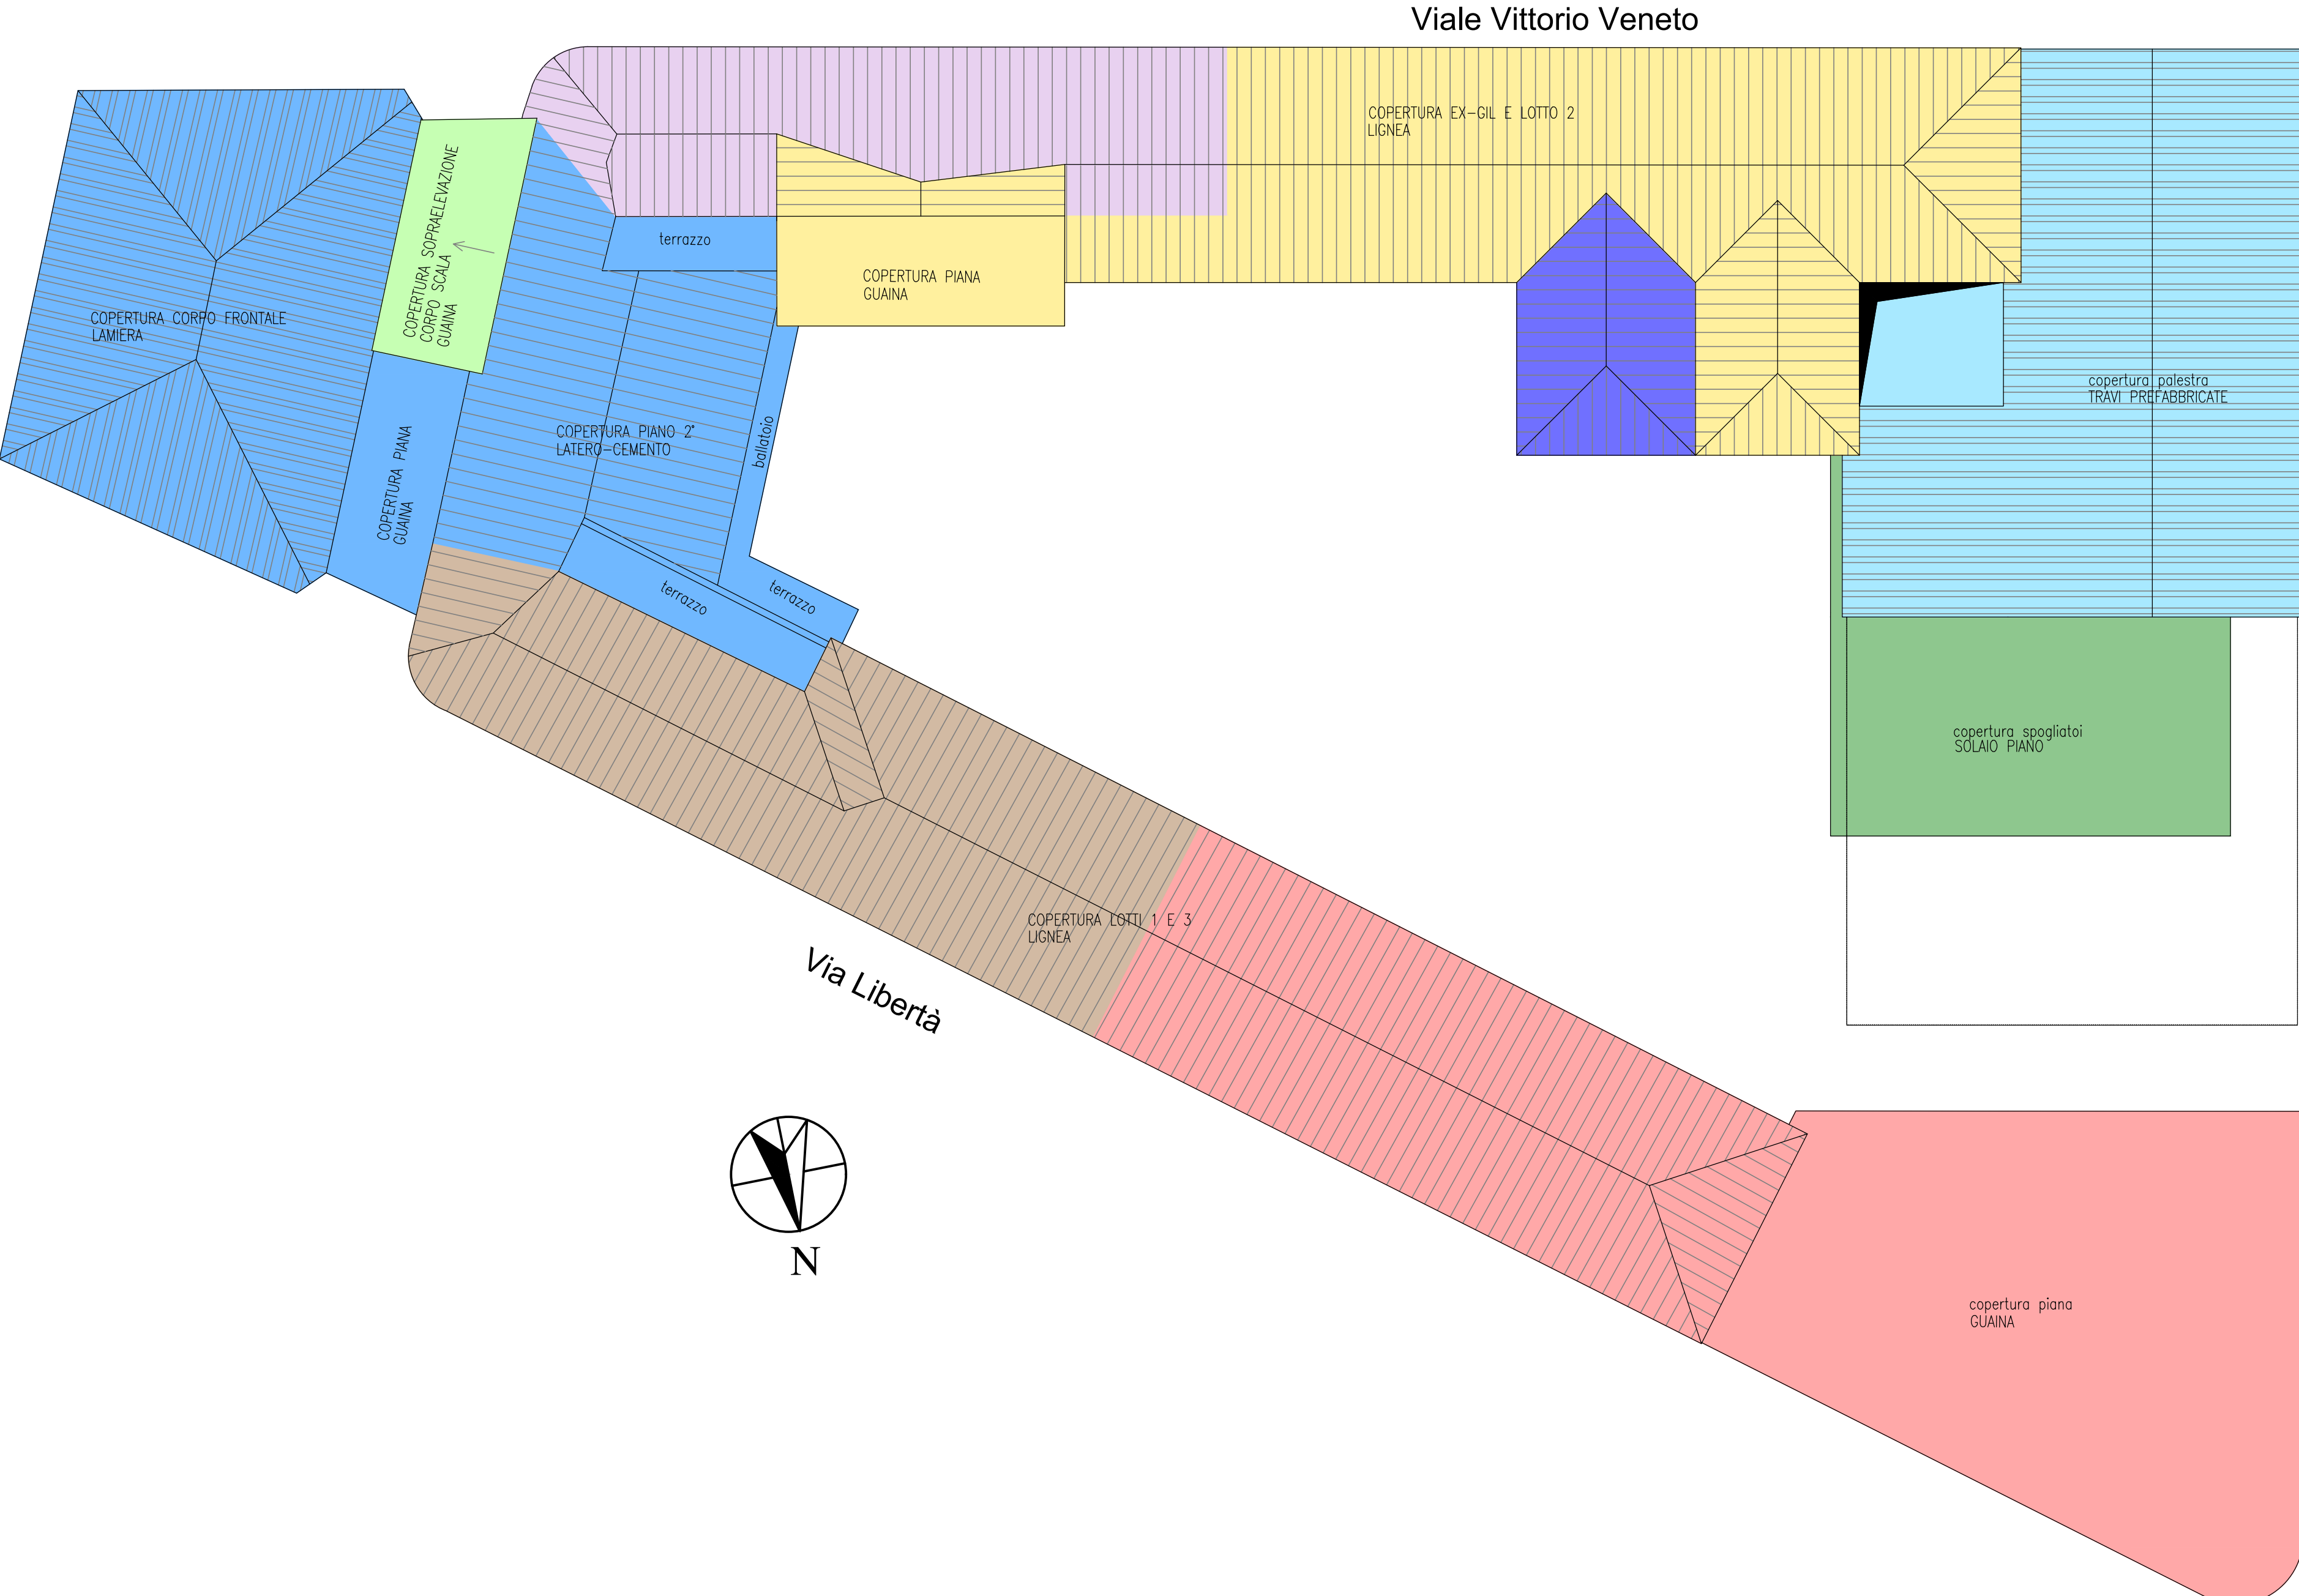 Viale Vittorio Veneto
COPERTURA EX-GIL E LOTTO 2
LIGNEA
COPERTURA SOPRAELEVAZIONE
CORPO SCALA
GUAINA
terrazzo
COPERTURA PIANA
GUAINA
COPERTURA CORPO FRONTALE
LAMIERA
copertura palestra
TRAVI PREFABBRICATE
COPERTURA PIANO 2°
LATERO-CEMENTO
ballatoio
COPERTURA PIANA
GUAINA
terrazzo
terrazzo
copertura spogliatoi
SOLAIO PIANO
COPERTURA LOTTI 1 E 3
LIGNEA
Via Libertà
N
copertura piana
GUAINA